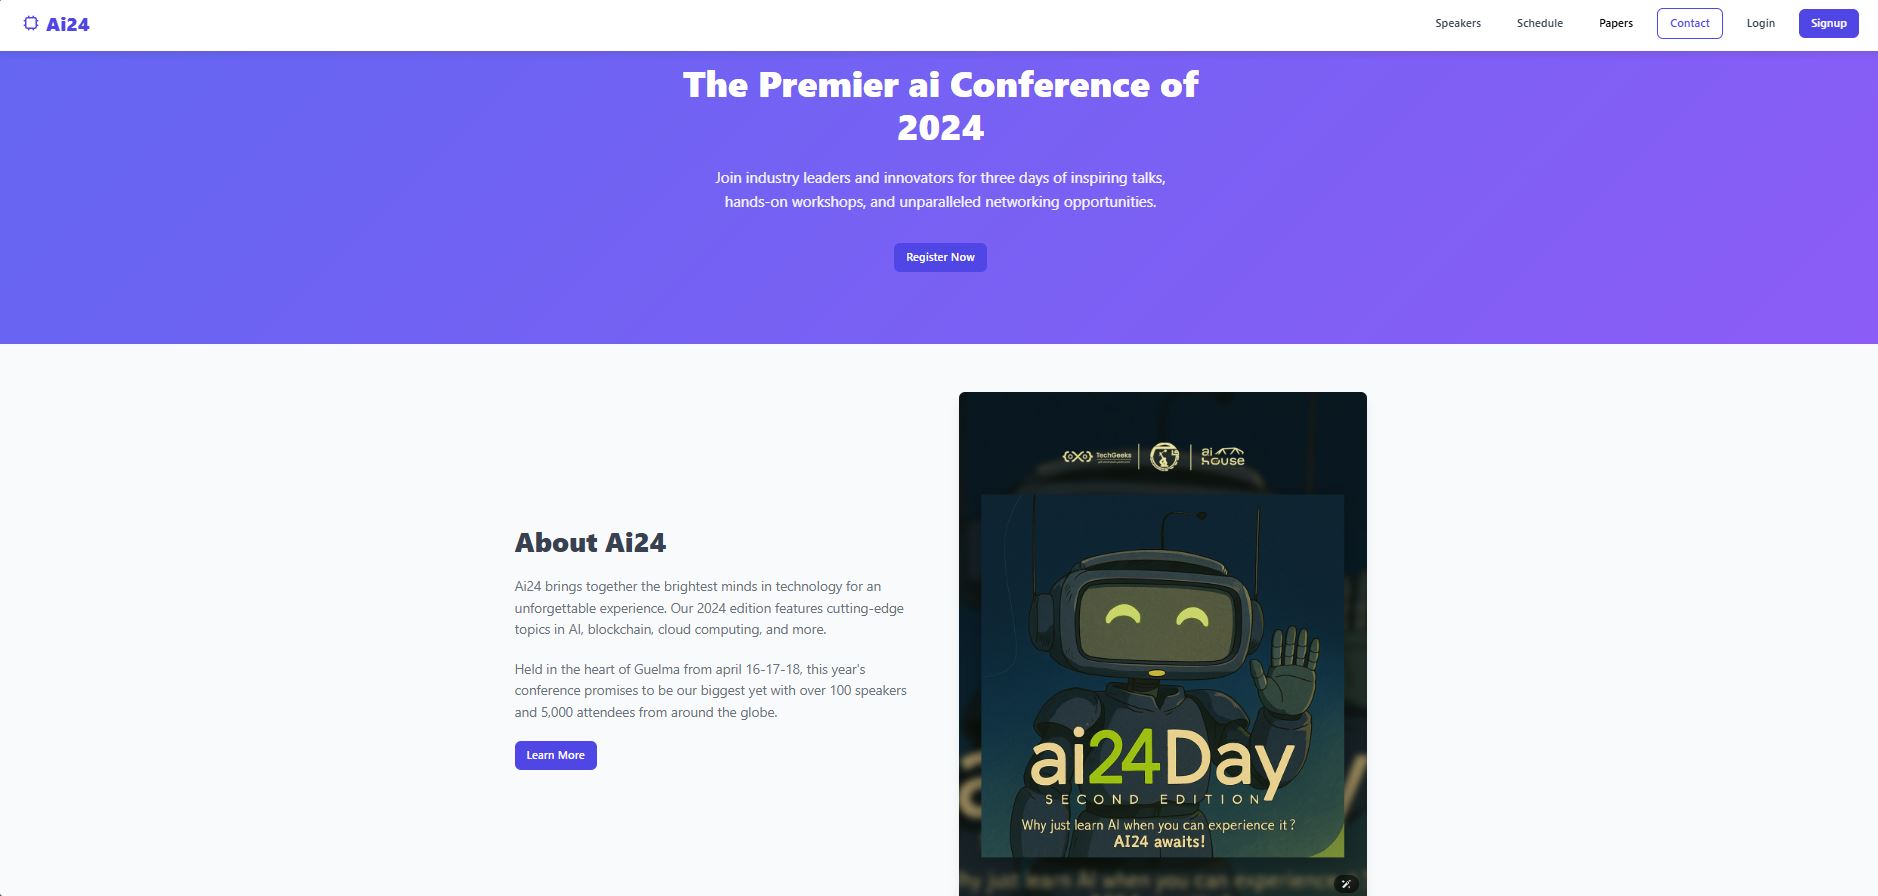 Ai24
Speakers
Schedule
Papers
Contact
Login
Signup
The Premier ai Conference of
2024
Join industry leaders and innovators for three days of inspiring talks,
hands-on workshops, and unparalleled networking opportunities.
Register Now
About Ai24
Ai24 brings together the brightest minds in technology for an
unforgettable experience. Our 2024 edition features cutting-edge
topics in AI, blockchain, cloud computing, and more.
Held in the heart of Guelma from april 16-17-18, this year's
conference promises to be our biggest yet with over 100 speakers
and 5,000 attendees from around the globe.
Learn More
TechGeeks
ai
house
ai24Day
SECOND EDITION
Why just learn AI when you can experience it?
AI24 awaits!